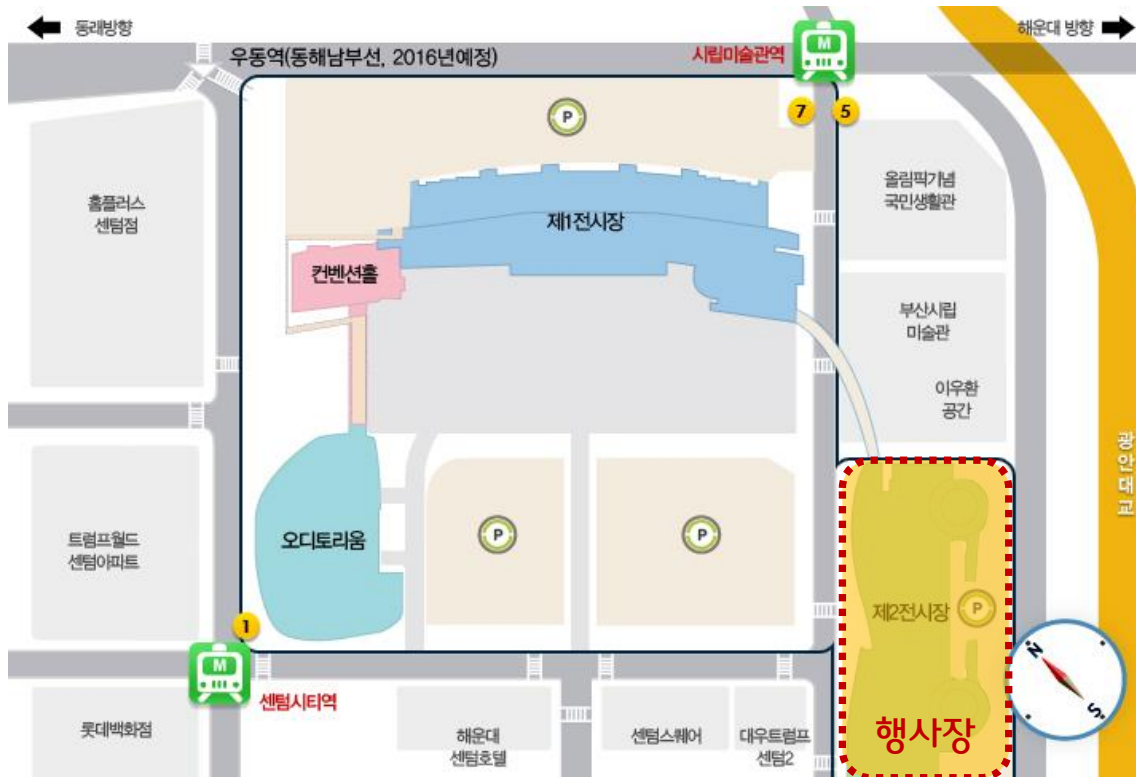 동래방향
해운대 방향
우동역(동해남부선, 2016년예정)
시립미술관역
M
7
5
P
올림픽기념
국민생활관
홈플러스
센텀점
제1전시장
컨벤션홀
부산시립
미술관
이우환
공간
광안대교
트럼프월드
센텀아파트
오디토리움
P
P
제2전시장
P
1
M
센텀시티역
N
S
롯데백화점
해운대
센텀호텔
센텀스퀘어
대우트럼프
센텀2
행사장